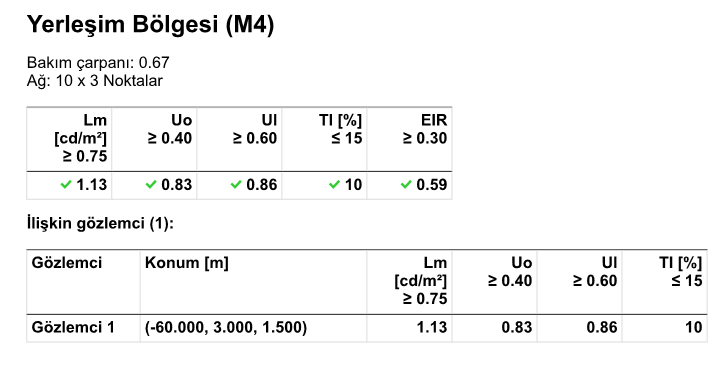 Yerleşim Bölgesi (M4)
Bakım çarpanı: 0.67
Ağ: 10 x 3 Noktalar
Lm Uo Ul TI [%] EIR
[cd/m²] ≥ 0.40 ≥ 0.60 ≤ 15 ≥ 0.30
≥ 0.75
✓ 1.13 ✓ 0.83 ✓ 0.86 ✓ 10 ✓ 0.59
İlişkin gözlemci (1):
Gözlemci Konum [m] Lm Uo Ul TI [%]
[cd/m²] ≥ 0.40 ≥ 0.60 ≤ 15
≥ 0.75
Gözlemci 1 (-60.000, 3.000, 1.500) 1.13 0.83 0.86 10